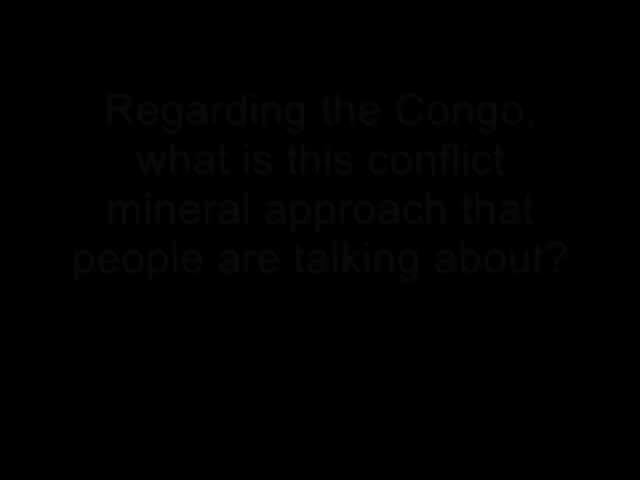 Regarding the Congo,
what is this conflict
mineral approach that
people are talking about?